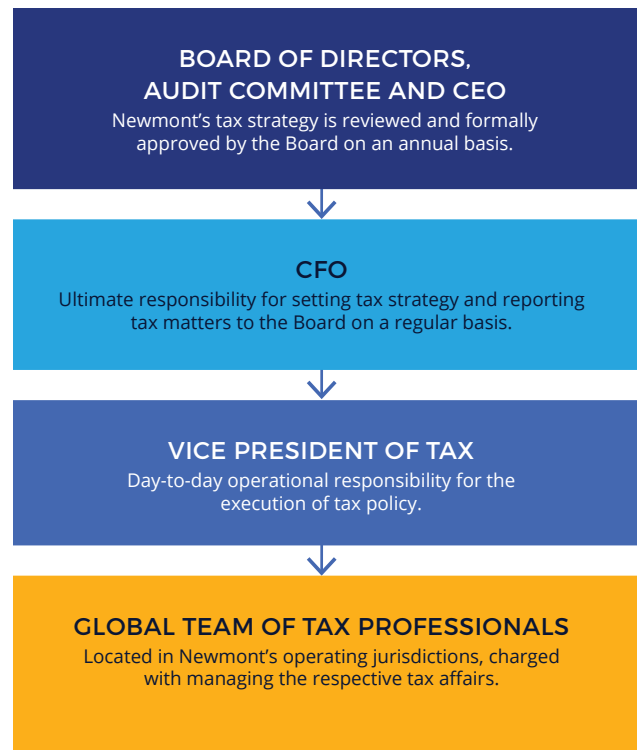 BOARD OF DIRECTORS,
AUDIT COMMITTEE AND CEO
Newmont’s tax strategy is reviewed and formally
approved by the Board on an annual basis.
CFO
Ultimate responsibility for setting tax strategy and reporting
tax matters to the Board on a regular basis.
VICE PRESIDENT OF TAX
Day-to-day operational responsibility for the
execution of tax policy.
GLOBAL TEAM OF TAX PROFESSIONALS
Located in Newmont’s operating jurisdictions, charged
with managing the respective tax affairs.